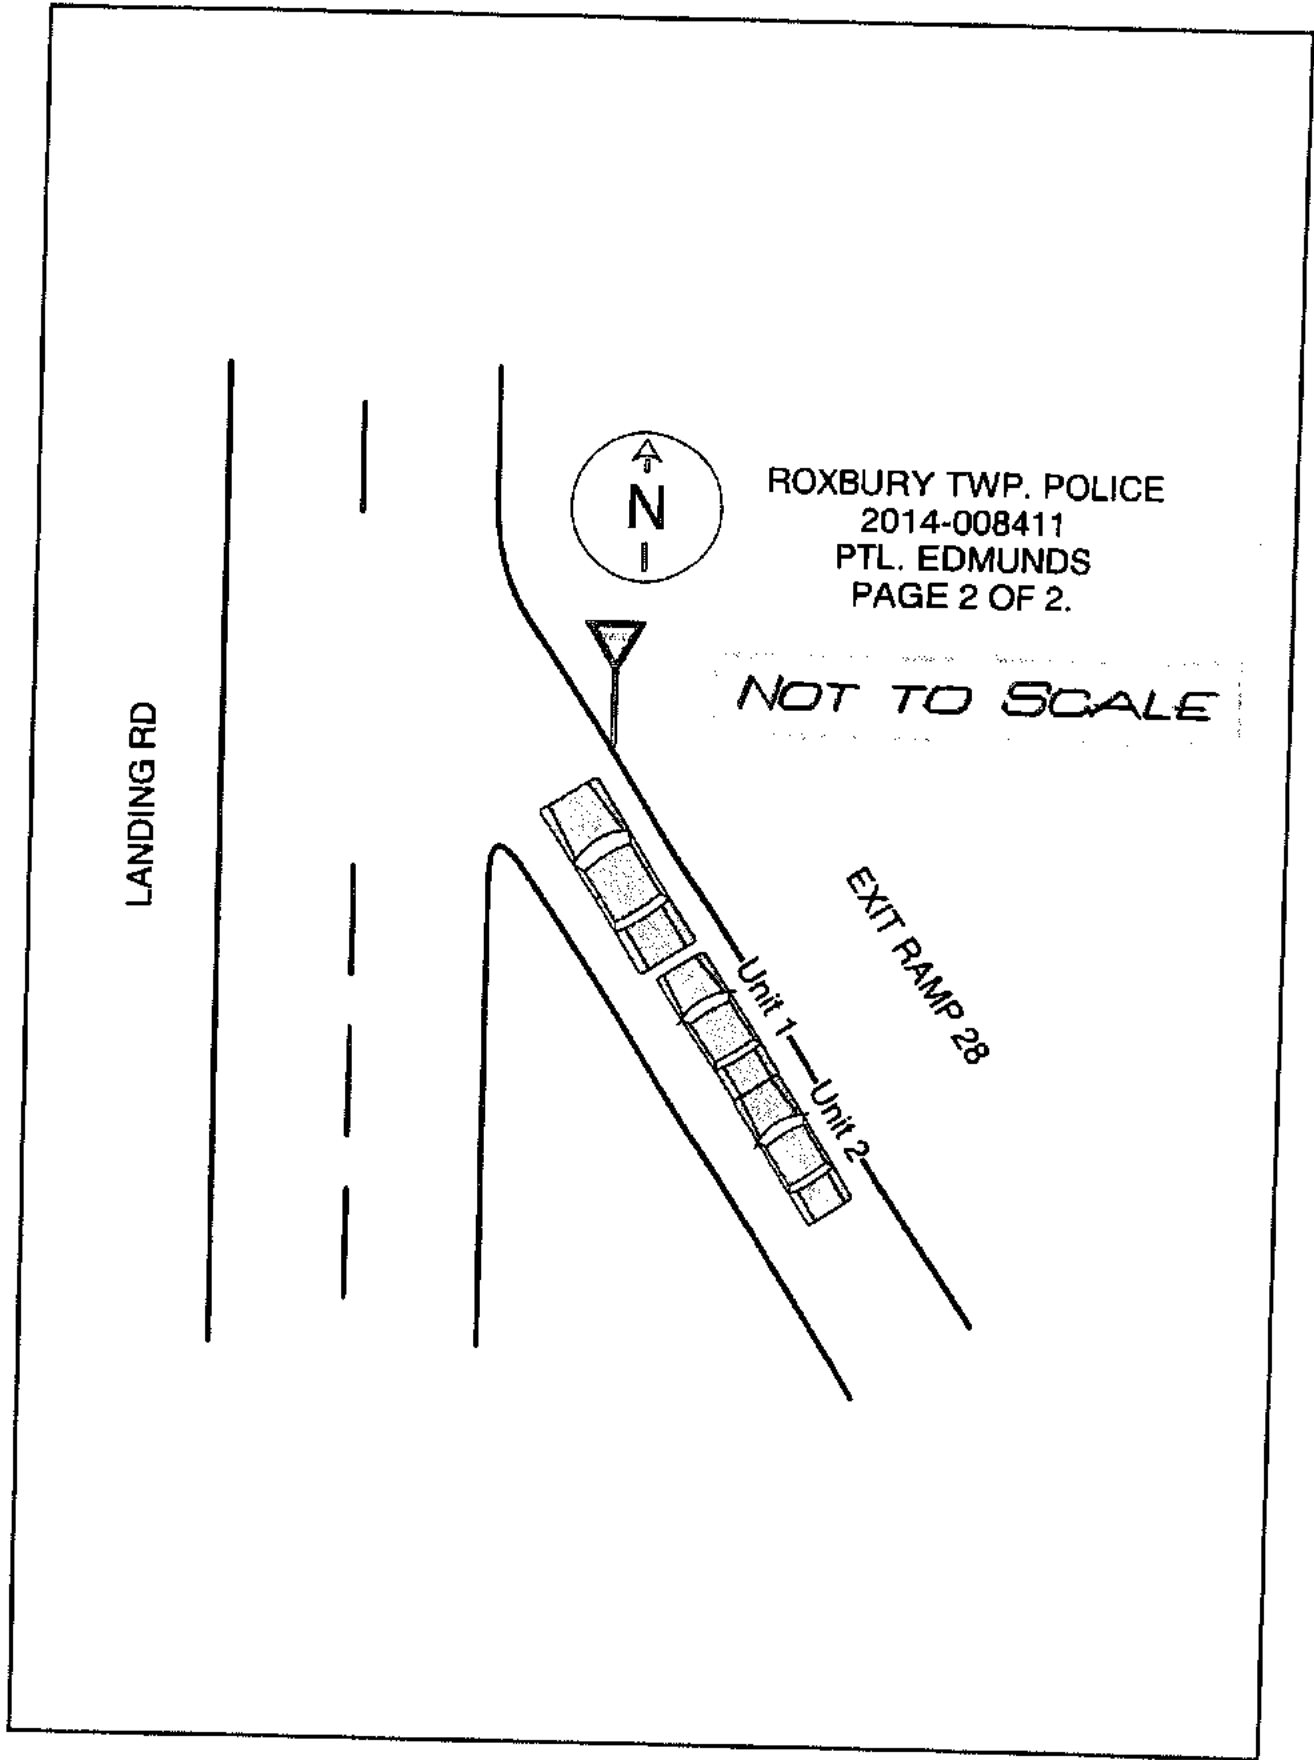 N
ROXBURY TWP. POLICE
2014-008411
PTL. EDMUNDS
PAGE 2 OF 2.
NOT TO SCALE
LANDING RD
EXIT RAMP 28
Unit 1
Unit 2